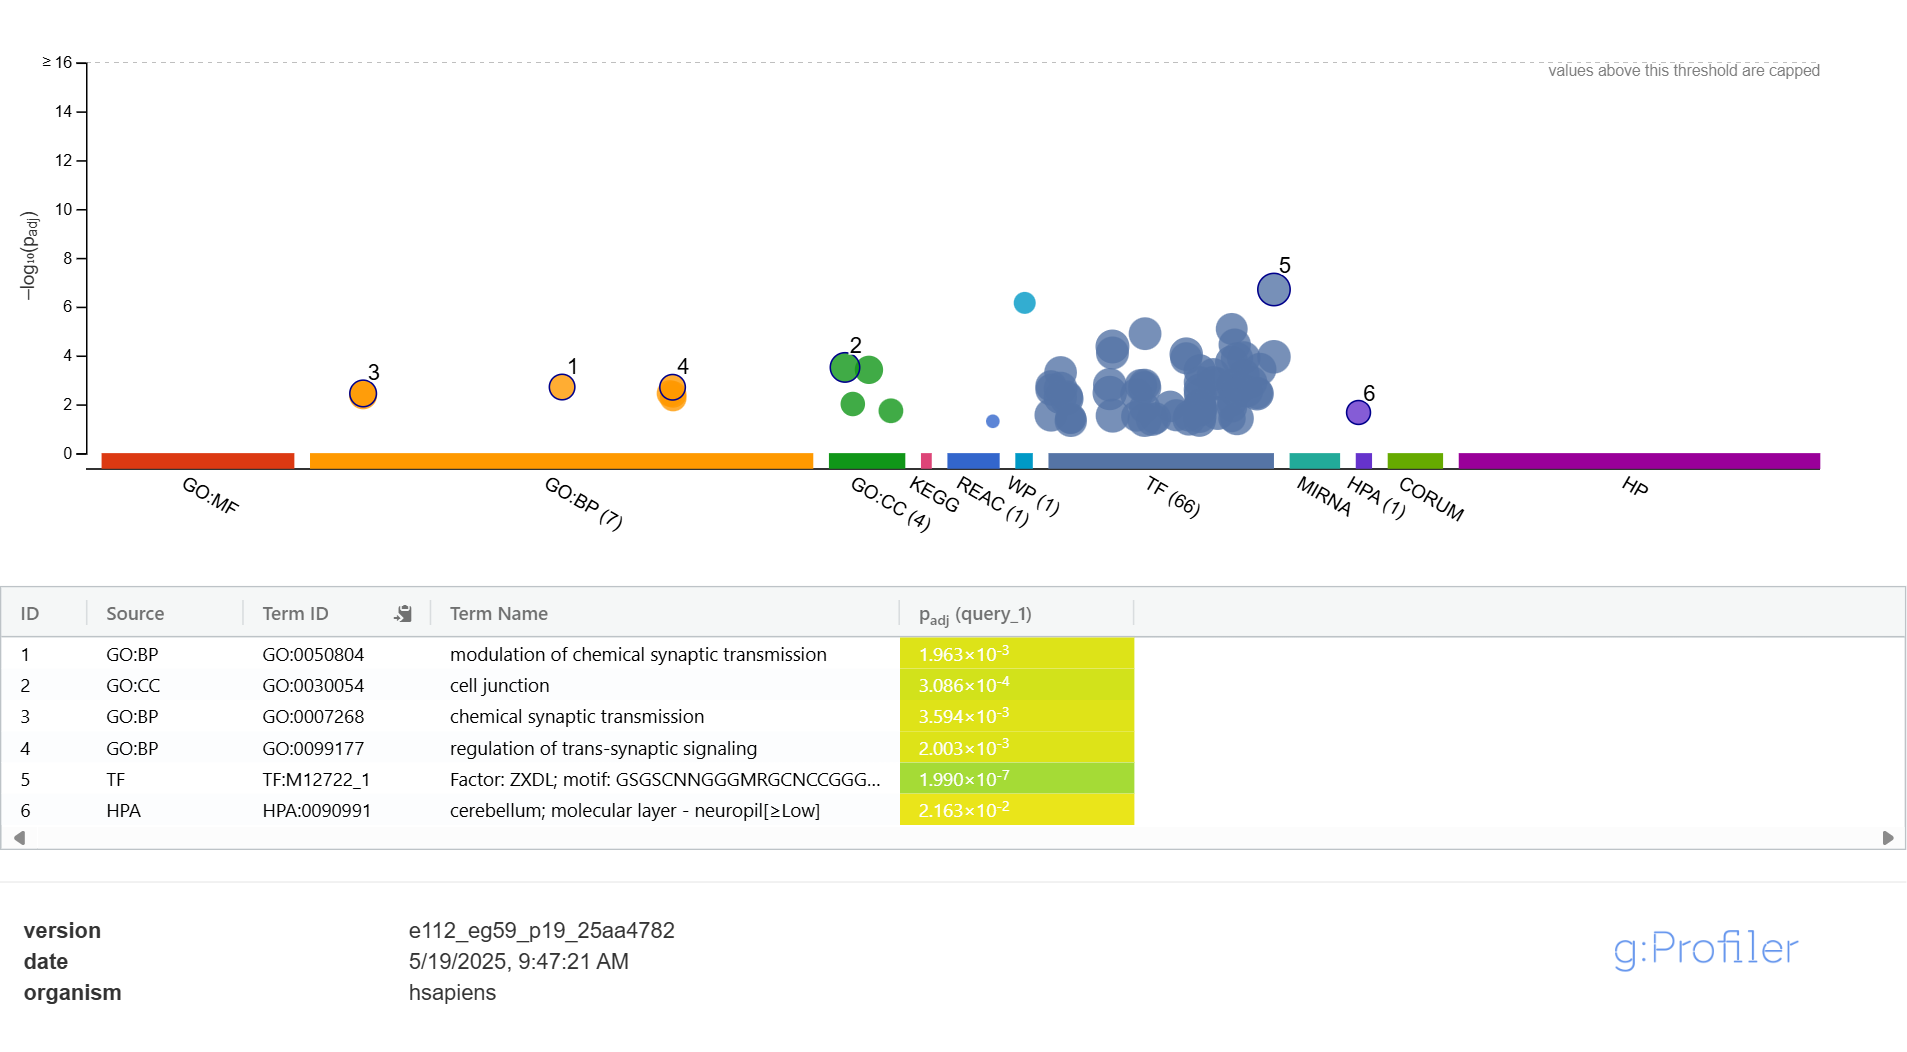 ≥ 16
values above this threshold are capped
14
12
10
8
6
4
2
0
−log₁₀(padj)
3
1
4
2
5
6
GO:MF
GO:BP (7)
GO:CC (4)
KEGG
REAC (1)
WP (1)
TF (66)
MIRNA
HPA (1)
CORUM
HP
ID Source Term ID Term Name padj (query_1)
1 GO:BP GO:0050804 modulation of chemical synaptic transmission 1.963×10⁻³
2 GO:CC GO:0030054 cell junction 3.086×10⁻⁴
3 GO:BP GO:0007268 chemical synaptic transmission 3.594×10⁻³
4 GO:BP GO:0099177 regulation of trans-synaptic signaling 2.003×10⁻³
5 TF TF:M12722_1 Factor: ZXDL; motif: GSGSCNNGGGMRGCNCCGGG... 1.990×10⁻⁷
6 HPA HPA:0090991 cerebellum; molecular layer - neuropil[≥Low] 2.163×10⁻²
version e112_eg59_p19_25aa4782
date 5/19/2025, 9:47:21 AM
organism hsapiens
g:Profiler